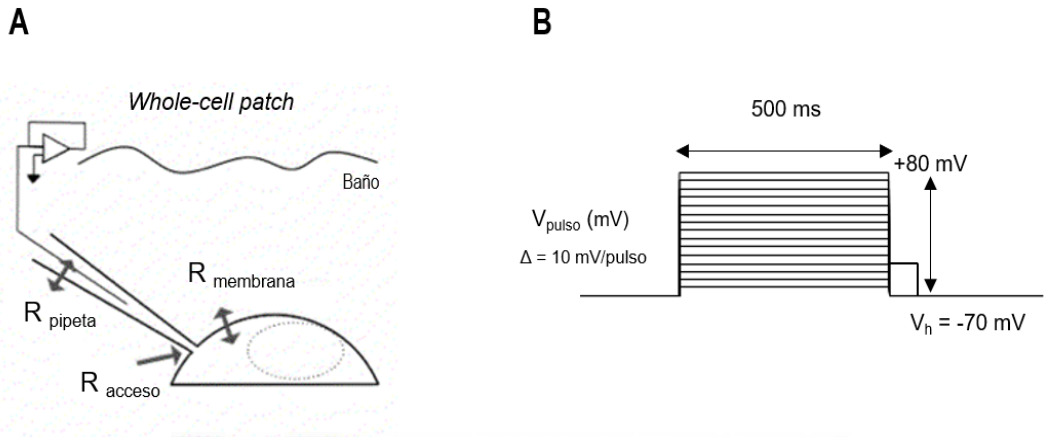 A
Whole-cell patch
Baño
R pipeta
R membrana
R acceso
B
500 ms
+80 mV
Vpulso (mV)
Δ = 10 mV/pulso
Vh = -70 mV